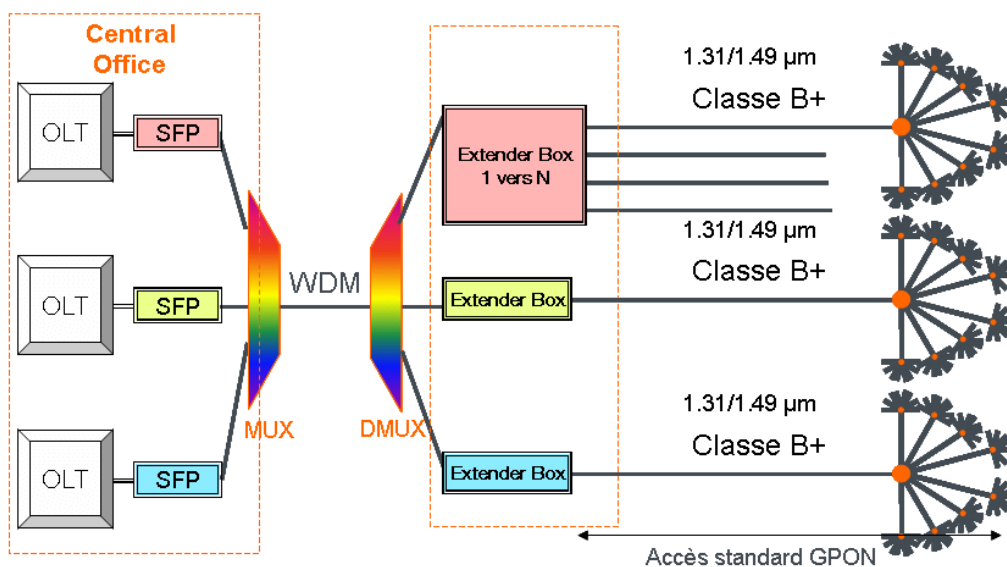 Central
Office
OLT
SFP
Extender Box
1 vers N
1.31/1.49 µm
Classe B+
WDM
OLT
SFP
Extender Box
1.31/1.49 µm
Classe B+
MUX
DMUX
OLT
SFP
Extender Box
1.31/1.49 µm
Classe B+
Accès standard GPON